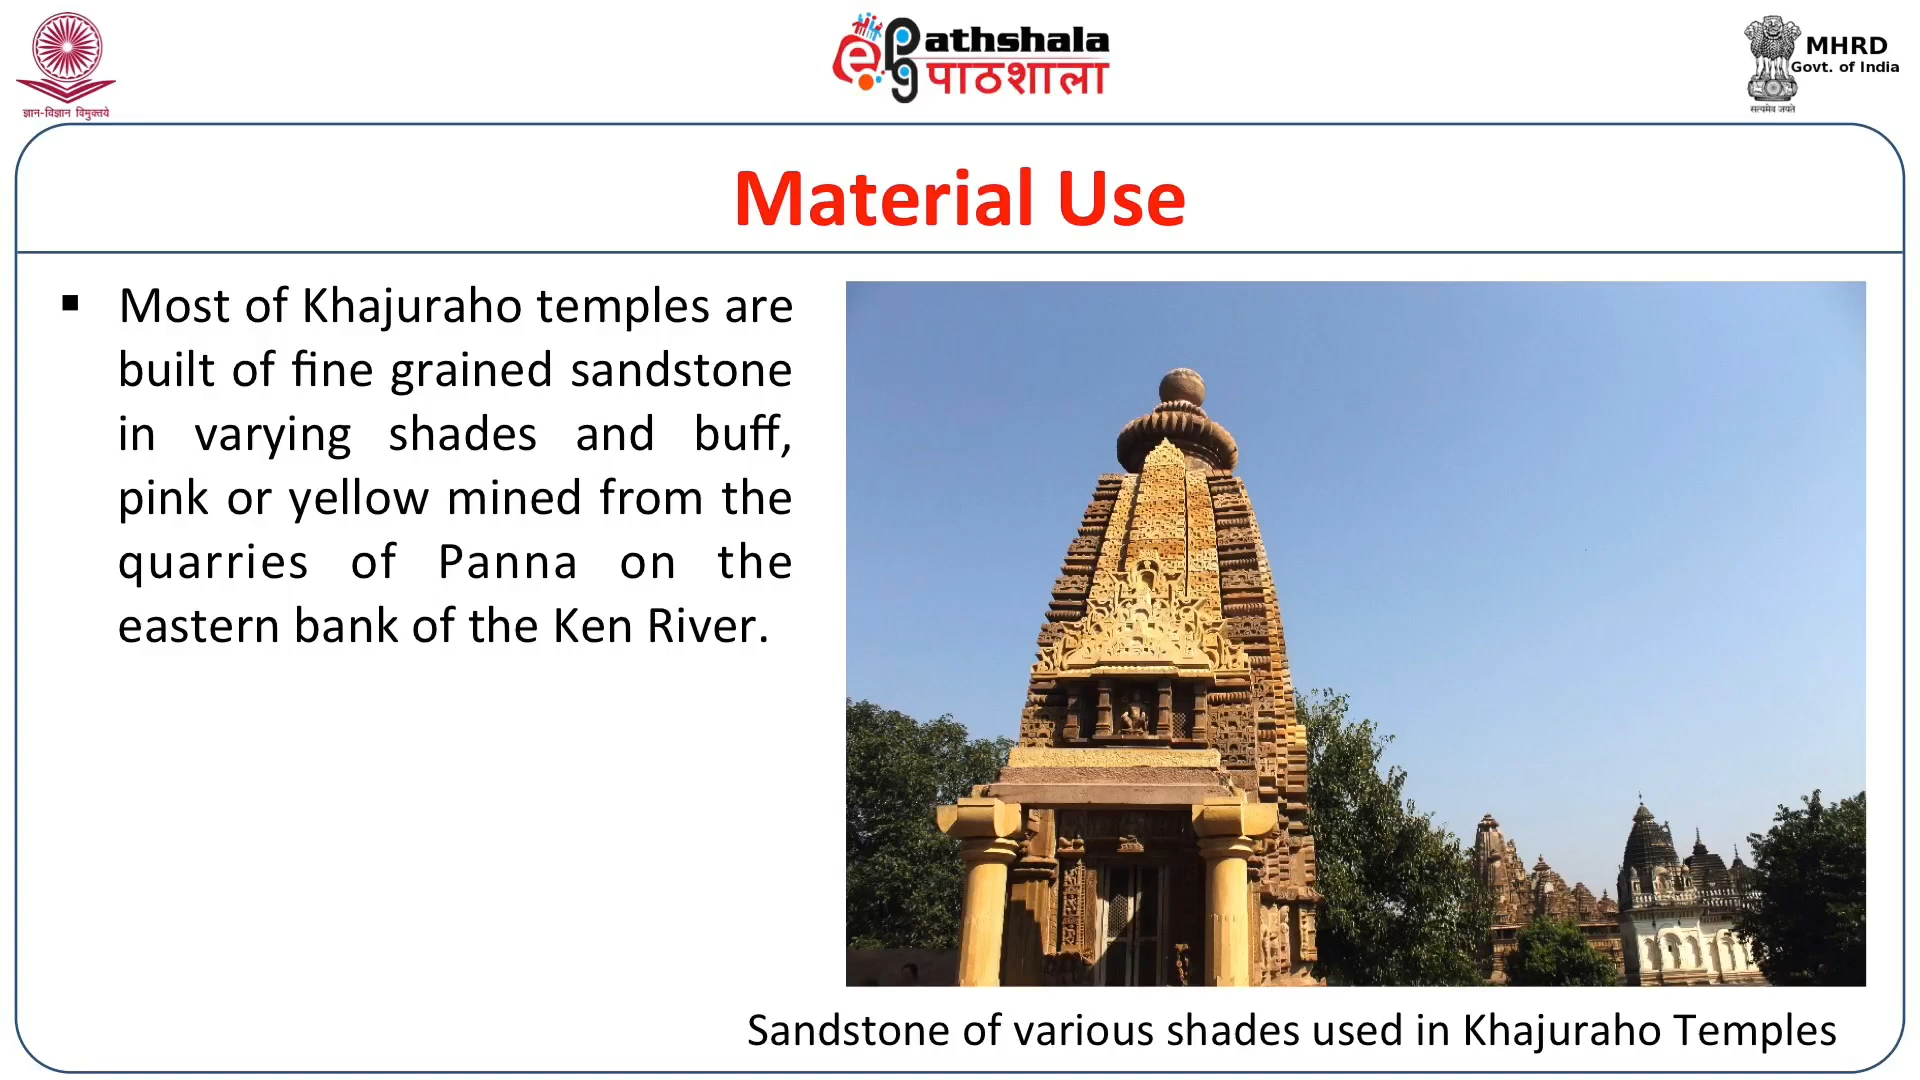 ज्ञान-विज्ञान विमुक्तये
ePG Pathshala
पाठशाला
MHRD
Govt. of India
सत्यमेव जयते
Material Use
▪ Most of Khajuraho temples are
built of fine grained sandstone
in varying shades and buff,
pink or yellow mined from the
quarries of Panna on the
eastern bank of the Ken River.
Sandstone of various shades used in Khajuraho Temples